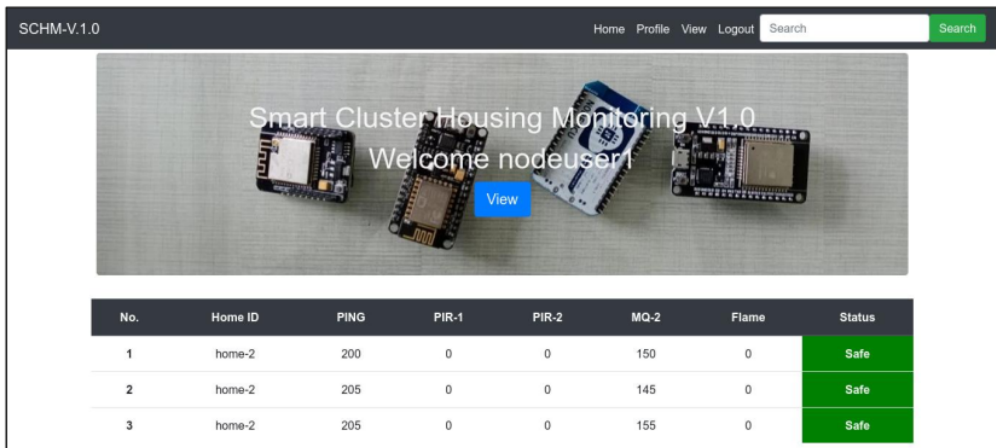 SCHM-V.1.0 Home Profile View Logout Search Search
Smart Cluster Housing Monitoring V1.0
Welcome nodeuser1
View
No. Home ID PING PIR-1 PIR-2 MQ-2 Flame Status
1 home-2 200 0 0 150 0 Safe
2 home-2 205 0 0 145 0 Safe
3 home-2 205 0 0 155 0 Safe